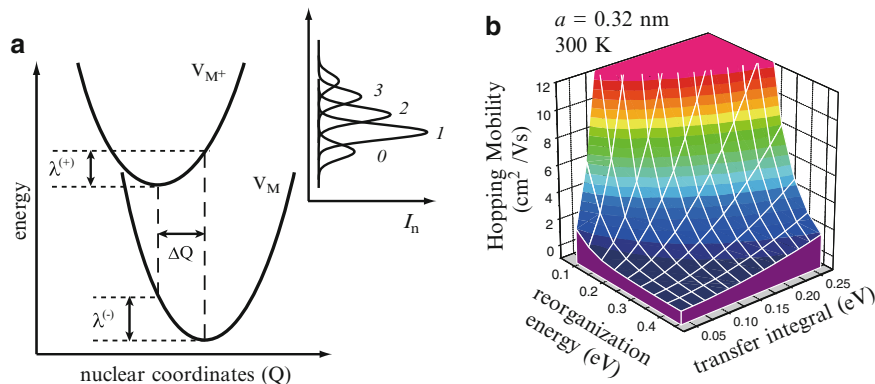 a
energy
V_M+
V_M
λ(+)
ΔQ
λ(-)
nuclear coordinates (Q)
3
2
1
0
I_n
b
a = 0.32 nm
300 K
Hopping Mobility
(cm² /Vs)
12
10
8
6
4
2
0
0.1
0.2
0.3
0.4
reorganization
energy (eV)
0.05
0.10
0.15
0.20
0.25
transfer integral (eV)